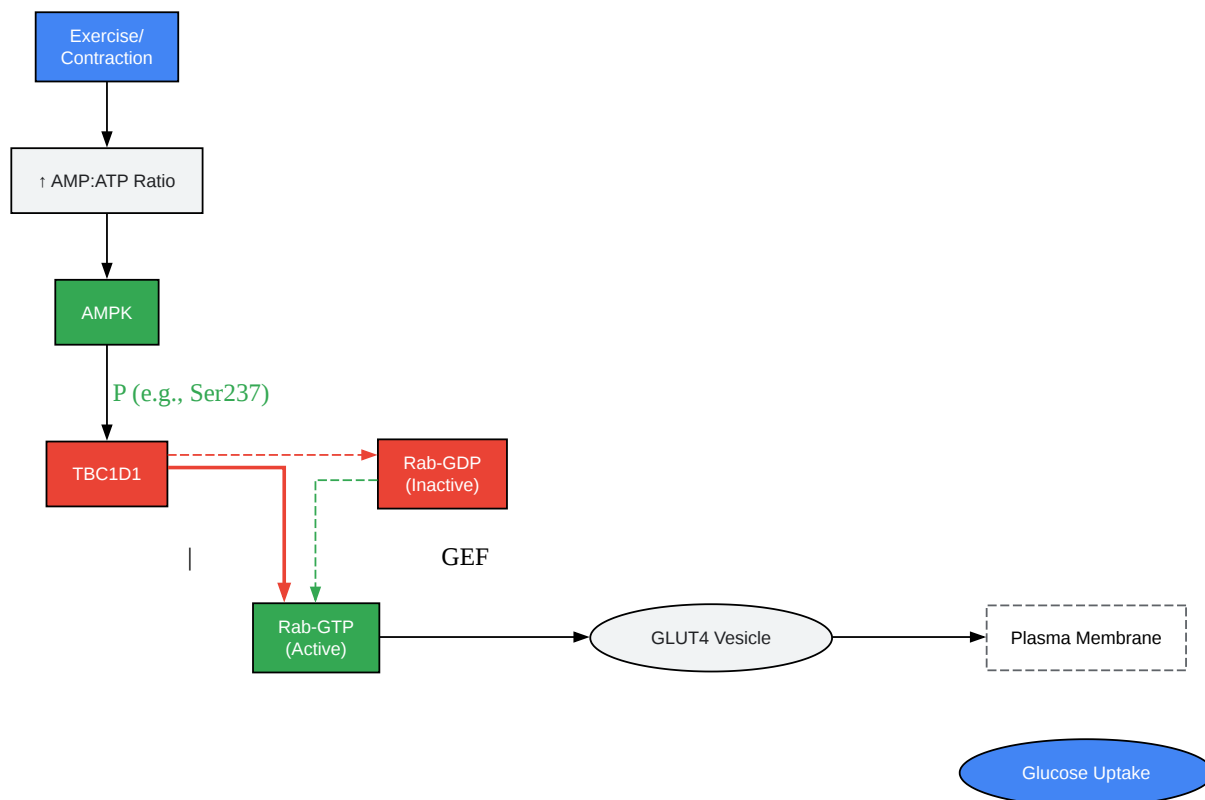 Exercise/
Contraction
↑ AMP:ATP Ratio
AMPK
P (e.g., Ser237)
TBC1D1
Rab-GDP
(Inactive)
|
GEF
Rab-GTP
(Active)
GLUT4 Vesicle
Plasma Membrane
Glucose Uptake